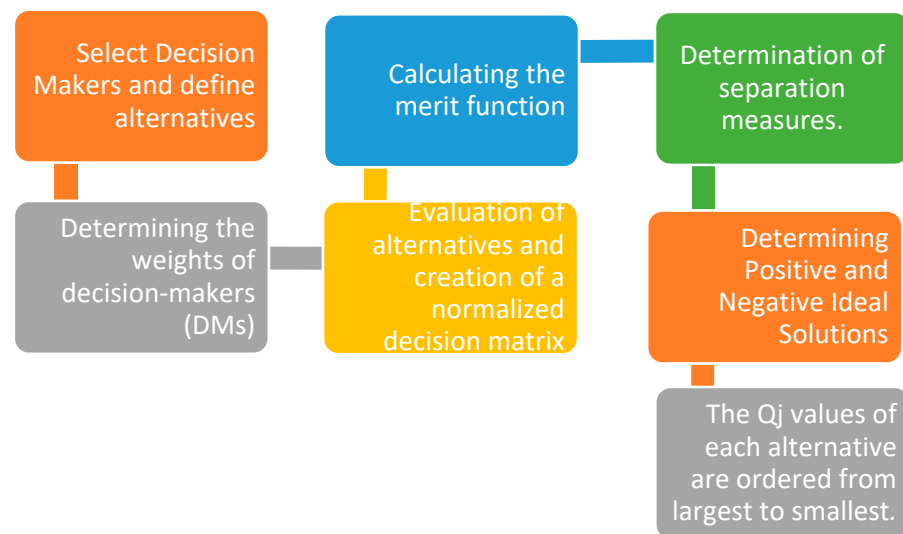 Select Decision
Makers and define
alternatives
Determining the
weights of
decision-makers
(DMs)
Evaluation of
alternatives and
creation of a
normalized
decision matrix
Calculating the
merit function
Determination of
separation
measures.
Determining
Positive and
Negative Ideal
Solutions
The Qj values of
each alternative
are ordered from
largest to smallest.